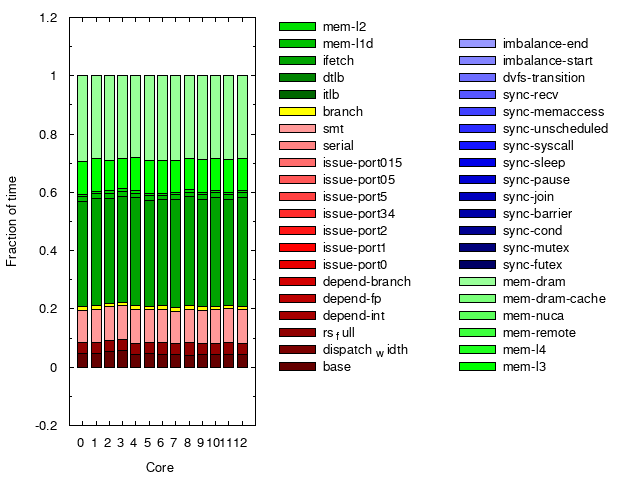 1.2
1
0.8
0.6
0.4
0.2
0
-0.2
Fraction of time
0 1 2 3 4 5 6 7 8 9 10 11 12
Core
mem-l2
mem-l1d
ifetch
dtlb
itlb
branch
smt
serial
issue-port015
issue-port05
issue-port5
issue-port34
issue-port2
issue-port1
issue-port0
depend-branch
depend-fp
depend-int
rs_full
dispatch_width
base
imbalance-end
imbalance-start
dvfs-transition
sync-recv
sync-memaccess
sync-unscheduled
sync-syscall
sync-sleep
sync-pause
sync-join
sync-barrier
sync-cond
sync-mutex
sync-futex
mem-dram
mem-dram-cache
mem-nuca
mem-remote
mem-l4
mem-l3